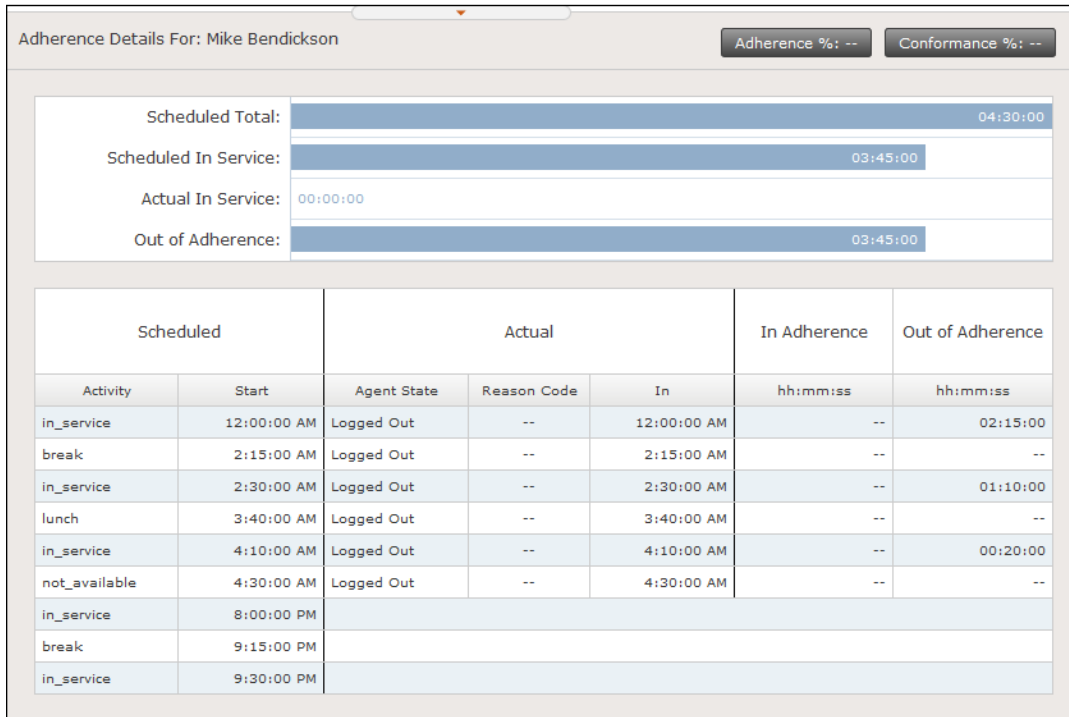 Adherence Details For: Mike Bendickson
Adherence %: --
Conformance %: --
Scheduled Total: 04:30:00
Scheduled In Service: 03:45:00
Actual In Service: 00:00:00
Out of Adherence: 03:45:00
Scheduled Actual In Adherence Out of Adherence
Activity Start Agent State Reason Code In hh:mm:ss hh:mm:ss
in_service 12:00:00 AM Logged Out -- 12:00:00 AM -- 02:15:00
break 2:15:00 AM Logged Out -- 2:15:00 AM -- --
in_service 2:30:00 AM Logged Out -- 2:30:00 AM -- 01:10:00
lunch 3:40:00 AM Logged Out -- 3:40:00 AM -- --
in_service 4:10:00 AM Logged Out -- 4:10:00 AM -- 00:20:00
not_available 4:30:00 AM Logged Out -- 4:30:00 AM -- --
in_service 8:00:00 PM
break 9:15:00 PM
in_service 9:30:00 PM